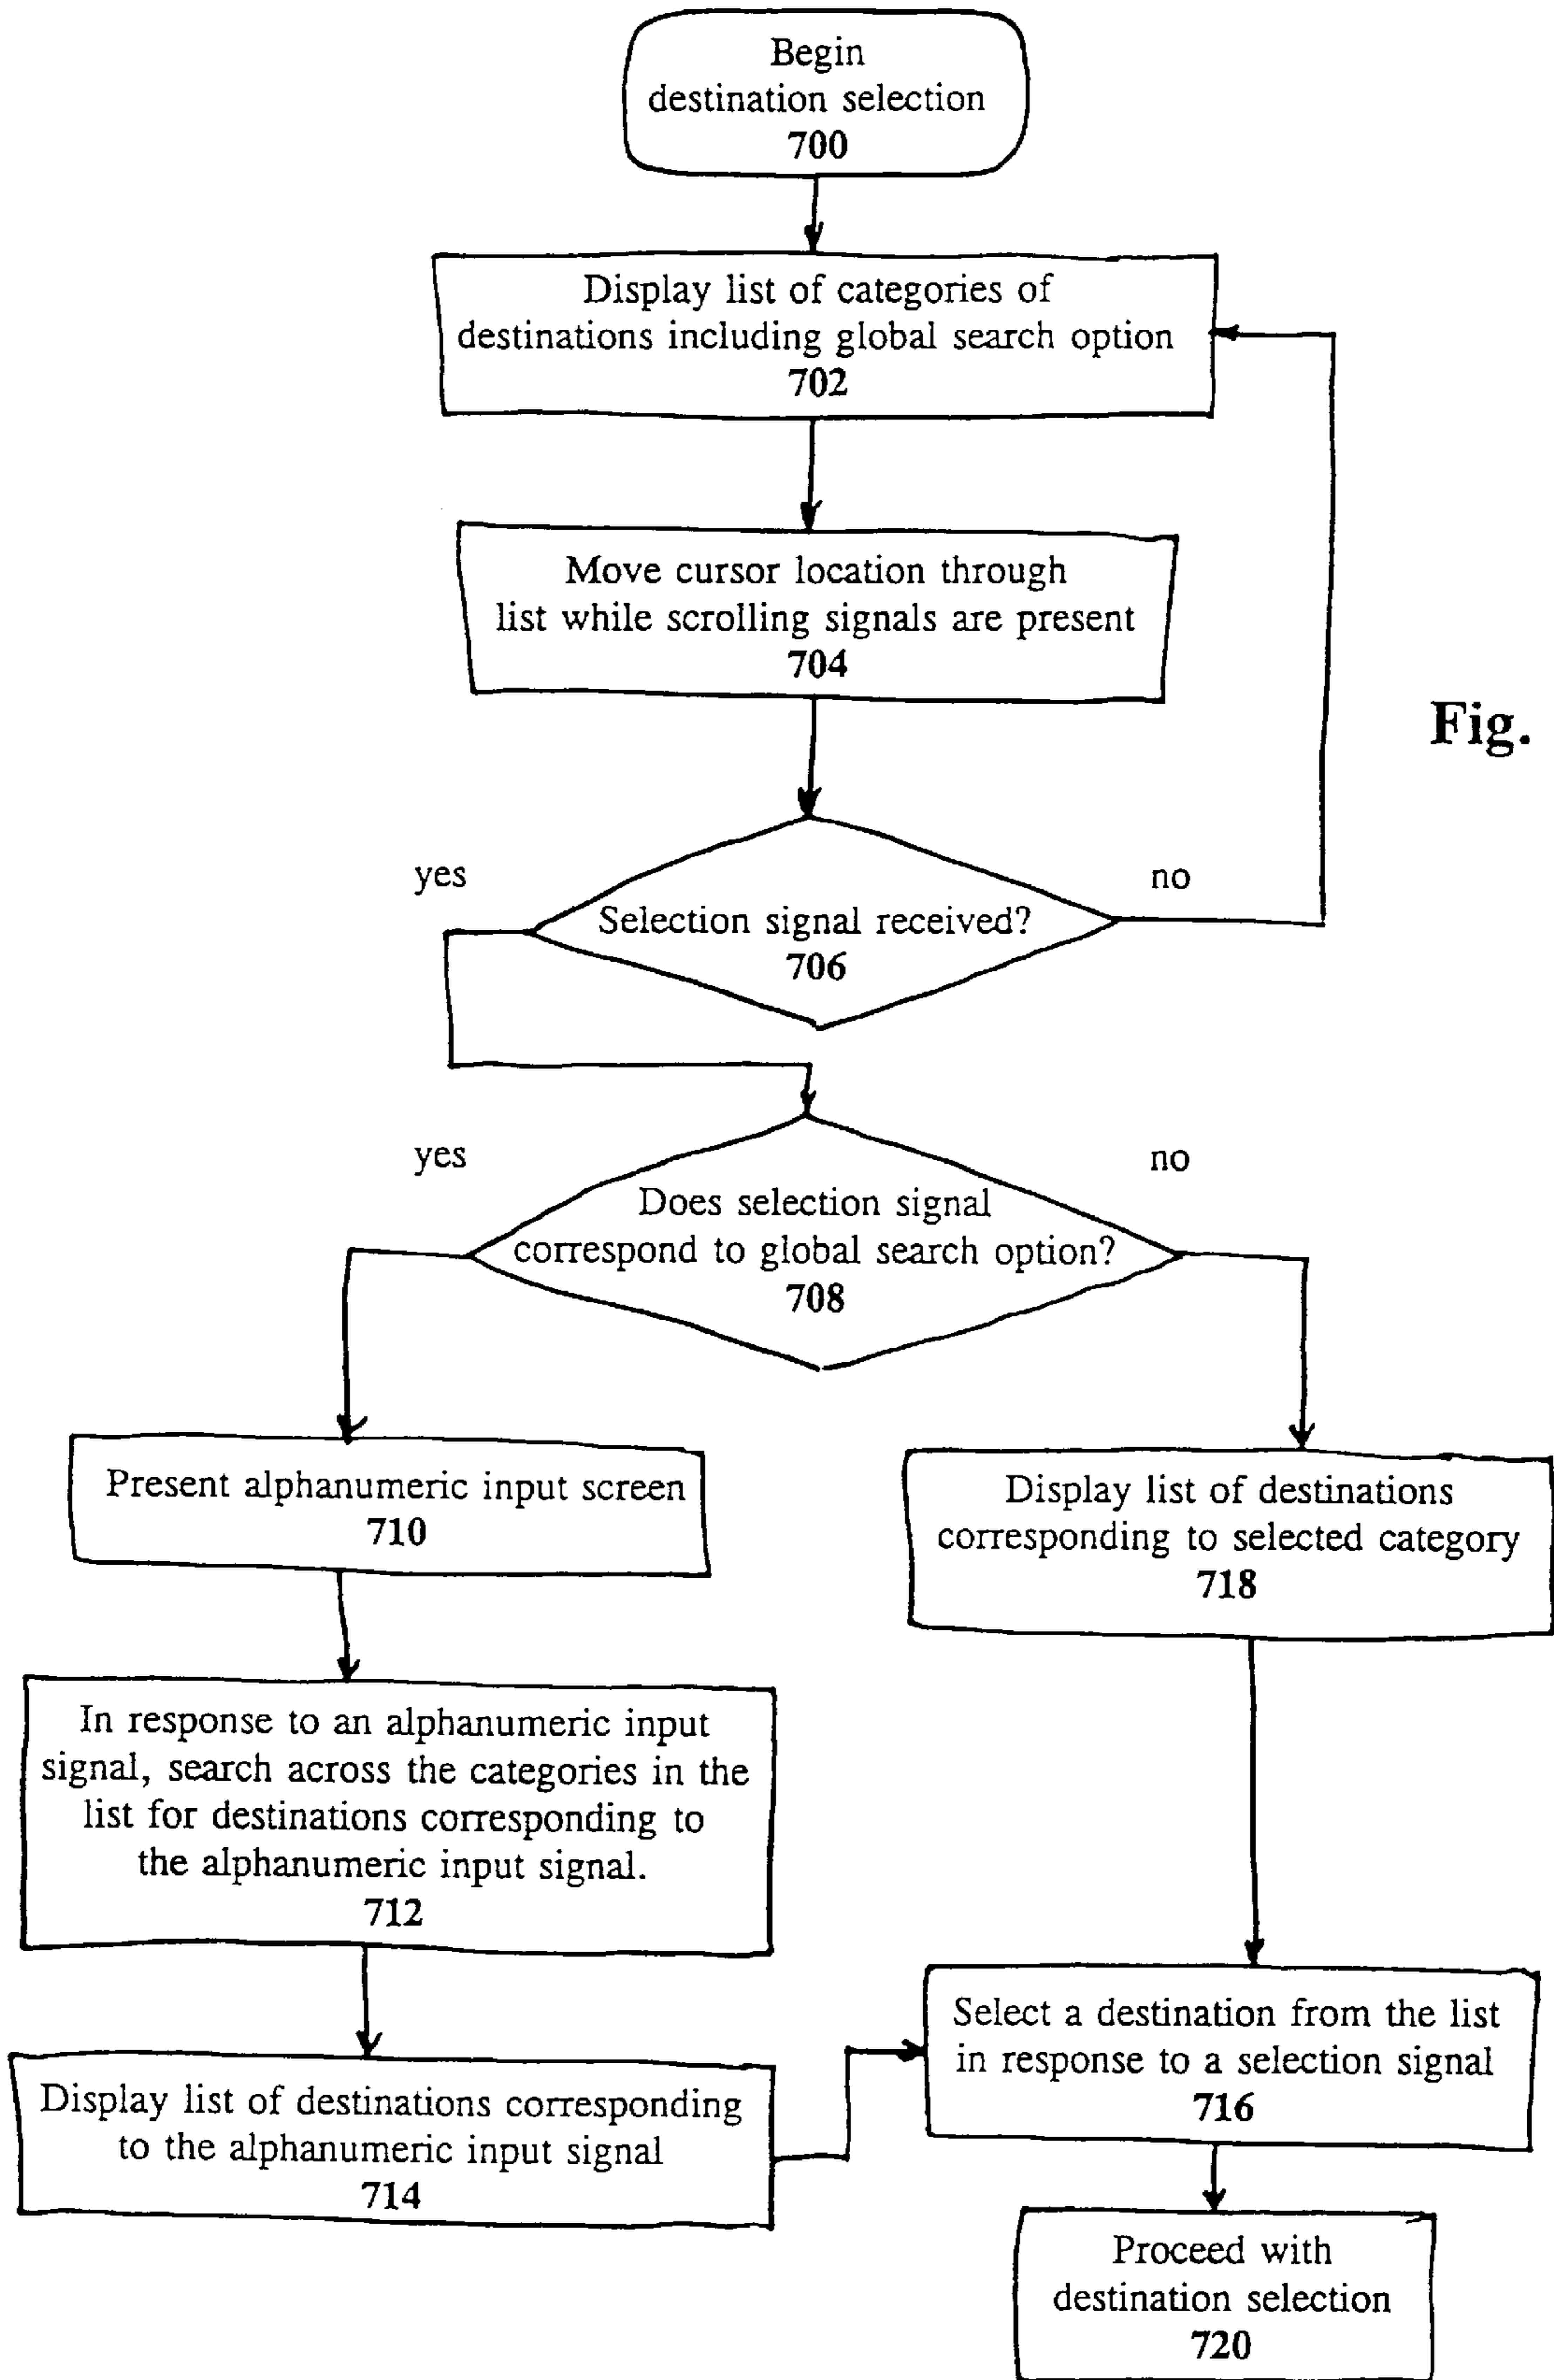 Begin
destination selection
700
Display list of categories of
destinations including global search option
702
Move cursor location through
list while scrolling signals are present
704
Fig.
yes
no
Selection signal received?
706
yes
no
Does selection signal
correspond to global search option?
708
Present alphanumeric input screen
710
Display list of destinations
corresponding to selected category
718
In response to an alphanumeric input
signal, search across the categories in the
list for destinations corresponding to
the alphanumeric input signal.
712
Display list of destinations corresponding
to the alphanumeric input signal
714
Select a destination from the list
in response to a selection signal
716
Proceed with
destination selection
720